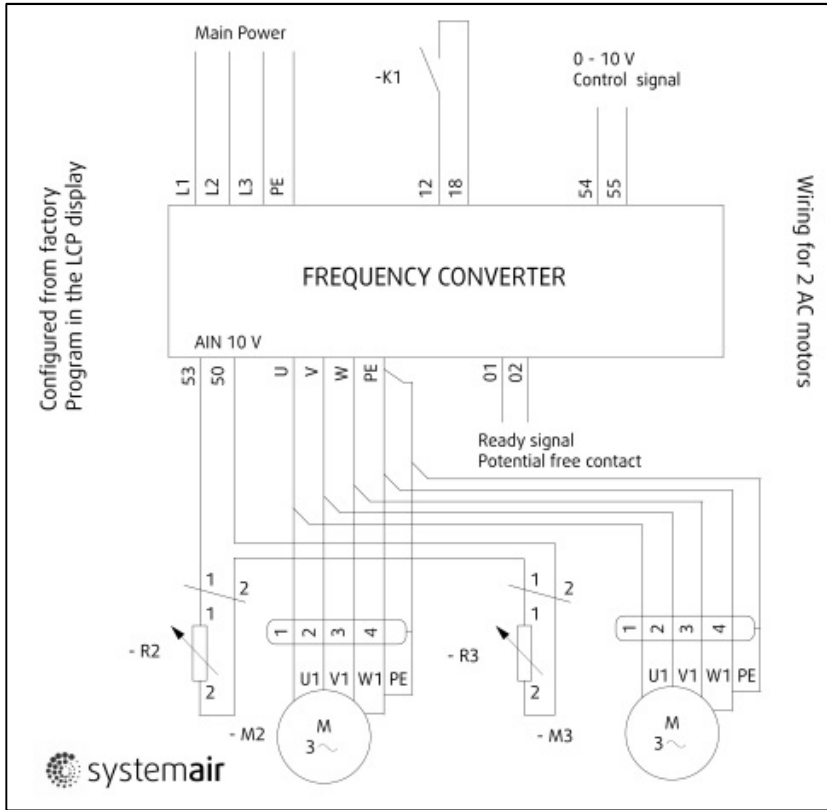 Main Power
-K1
0 - 10 V
Control signal
Configured from factory
Program in the LCP display
L1
L2
L3
PE
12
18
54
55
Wiring for 2 AC motors
FREQUENCY CONVERTER
AIN 10 V
53
50
U
V
W
PE
01
02
Ready signal
Potential free contact
1
2
1
- R2
2
1
2
3
4
U1 V1 W1 PE
- M2
M
3~
1
2
1
- R3
2
1
2
3
4
U1 V1 W1 PE
- M3
M
3~
systemair